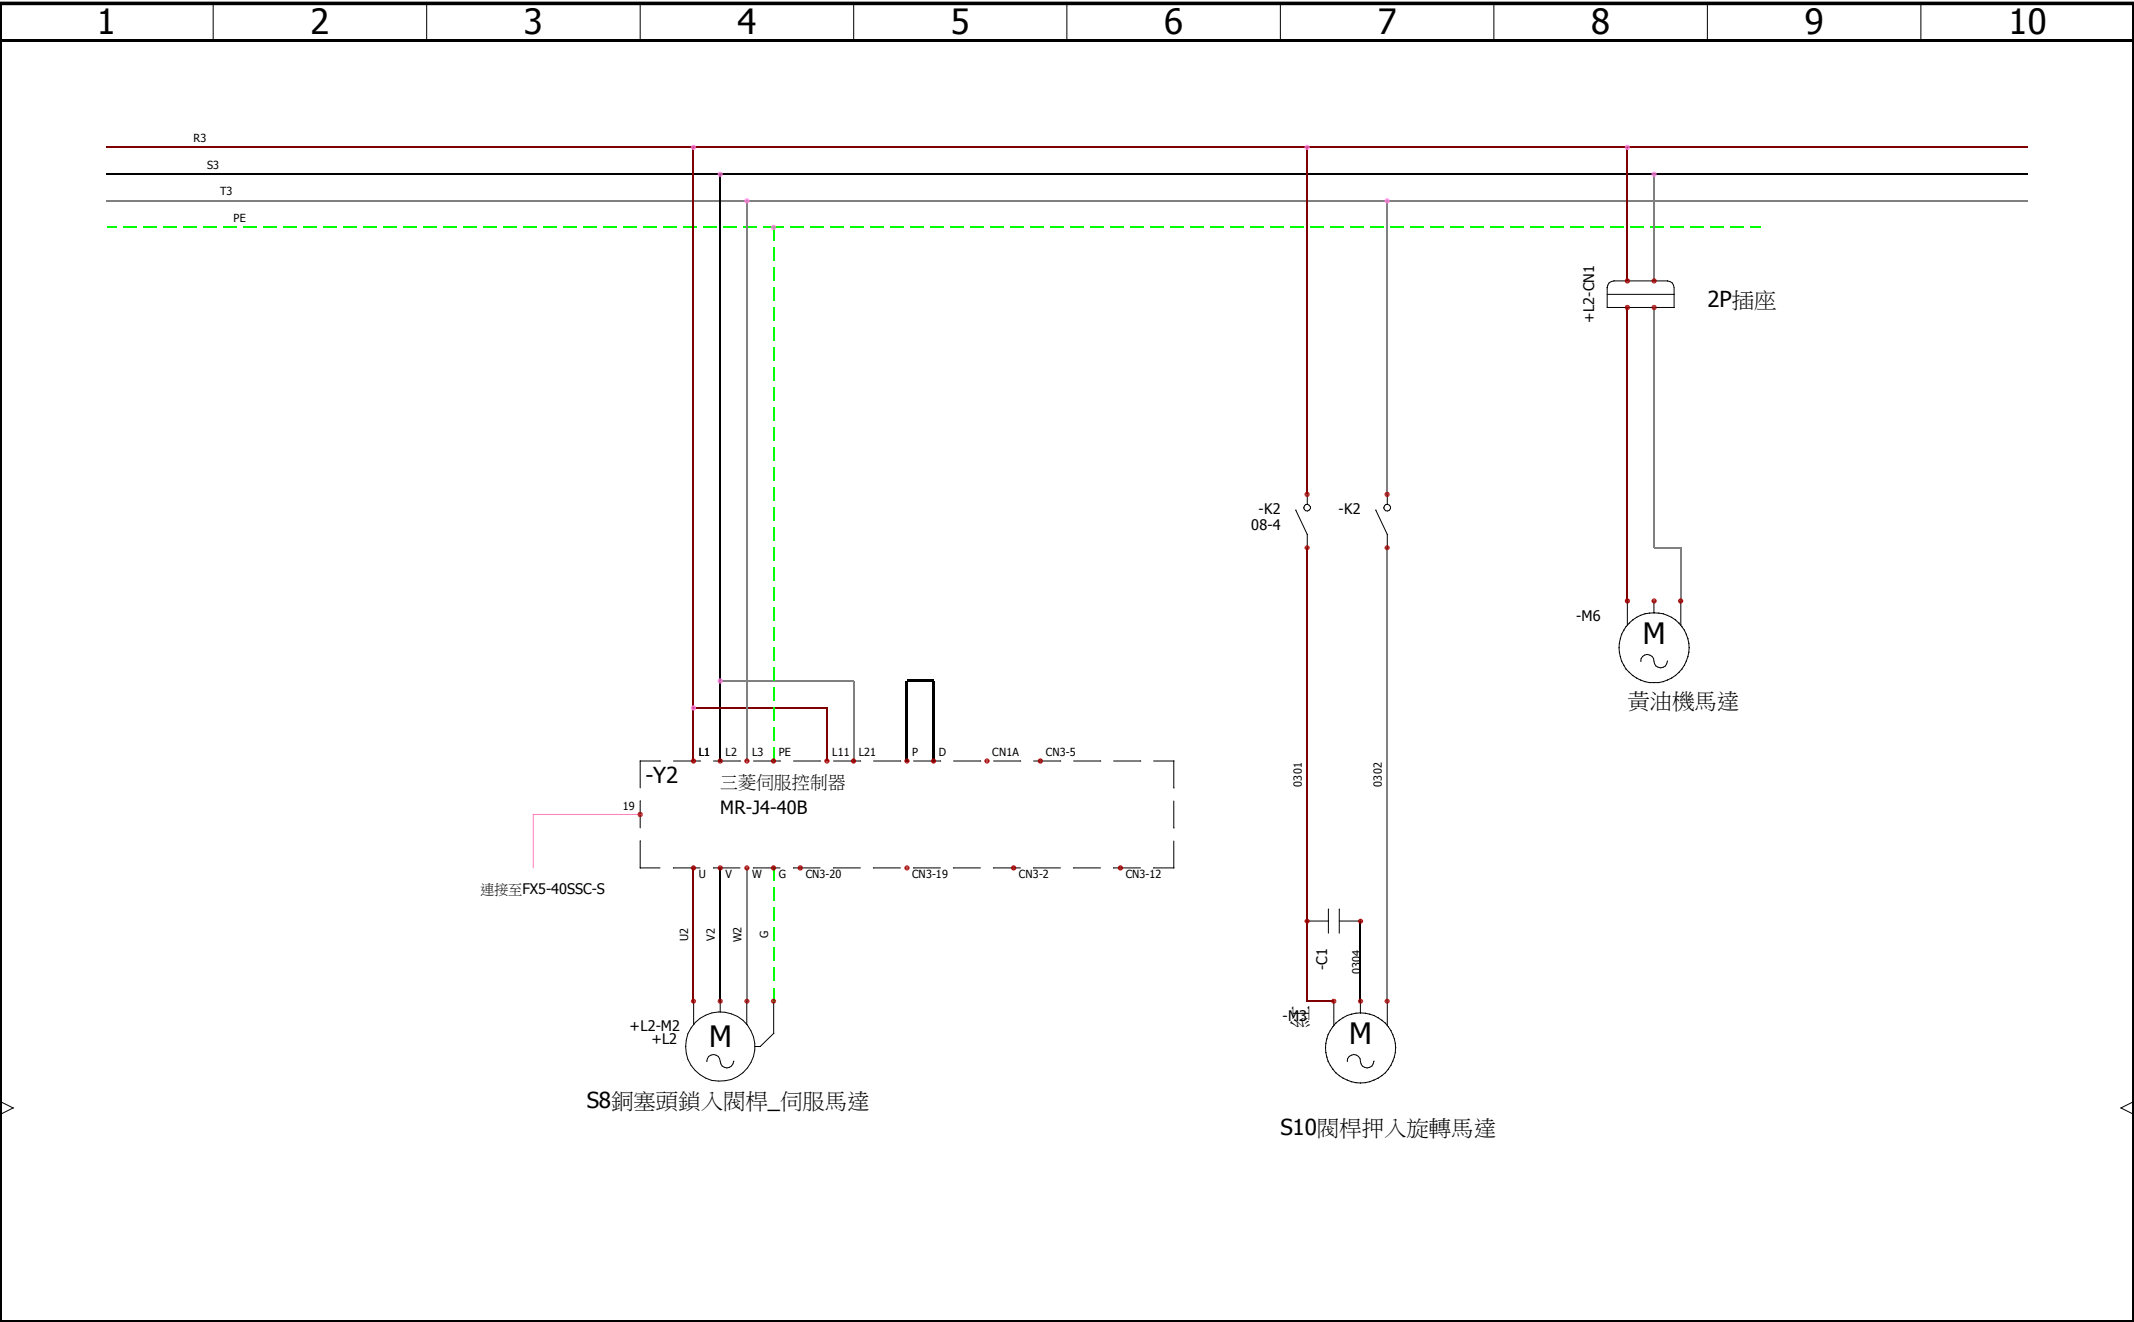 1 2 3 4 5 6 7 8 9 10
R3
S3
T3
PE
+L2-CN1
2P插座
-K2
08-4
-K2
-M6
M
黃油機馬達
L1 L2 L3 PE L11 L21 P D CN1A CN3-5
-Y2
三菱伺服控制器
MR-J4-40B
19
0301
0302
連接至FX5-40SSC-S
U V W G CN3-20 CN3-19 CN3-2 CN3-12
U2
V2
W2
G
-C1
0304
+L2-M2
+L2
M
-M3
M
S8銅塞頭鎖入閥桿_伺服馬達
S10閥桿押入旋轉馬達